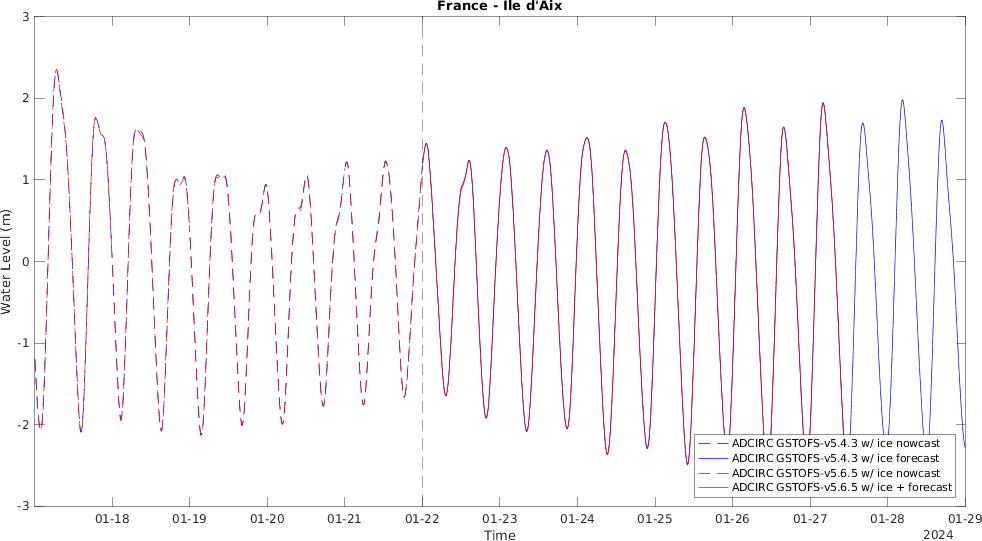 France - Ile d'Aix
Water Level (m)
3
2
1
0
-1
-2
-3
ADCIRC GSTOFS-v5.4.3 w/ ice nowcast
ADCIRC GSTOFS-v5.4.3 w/ ice forecast
ADCIRC GSTOFS-v5.6.5 w/ ice nowcast
ADCIRC GSTOFS-v5.6.5 w/ ice + forecast
01-18
01-19
01-20
01-21
01-22
01-23
01-24
01-25
01-26
01-27
01-28
01-29
Time
2024